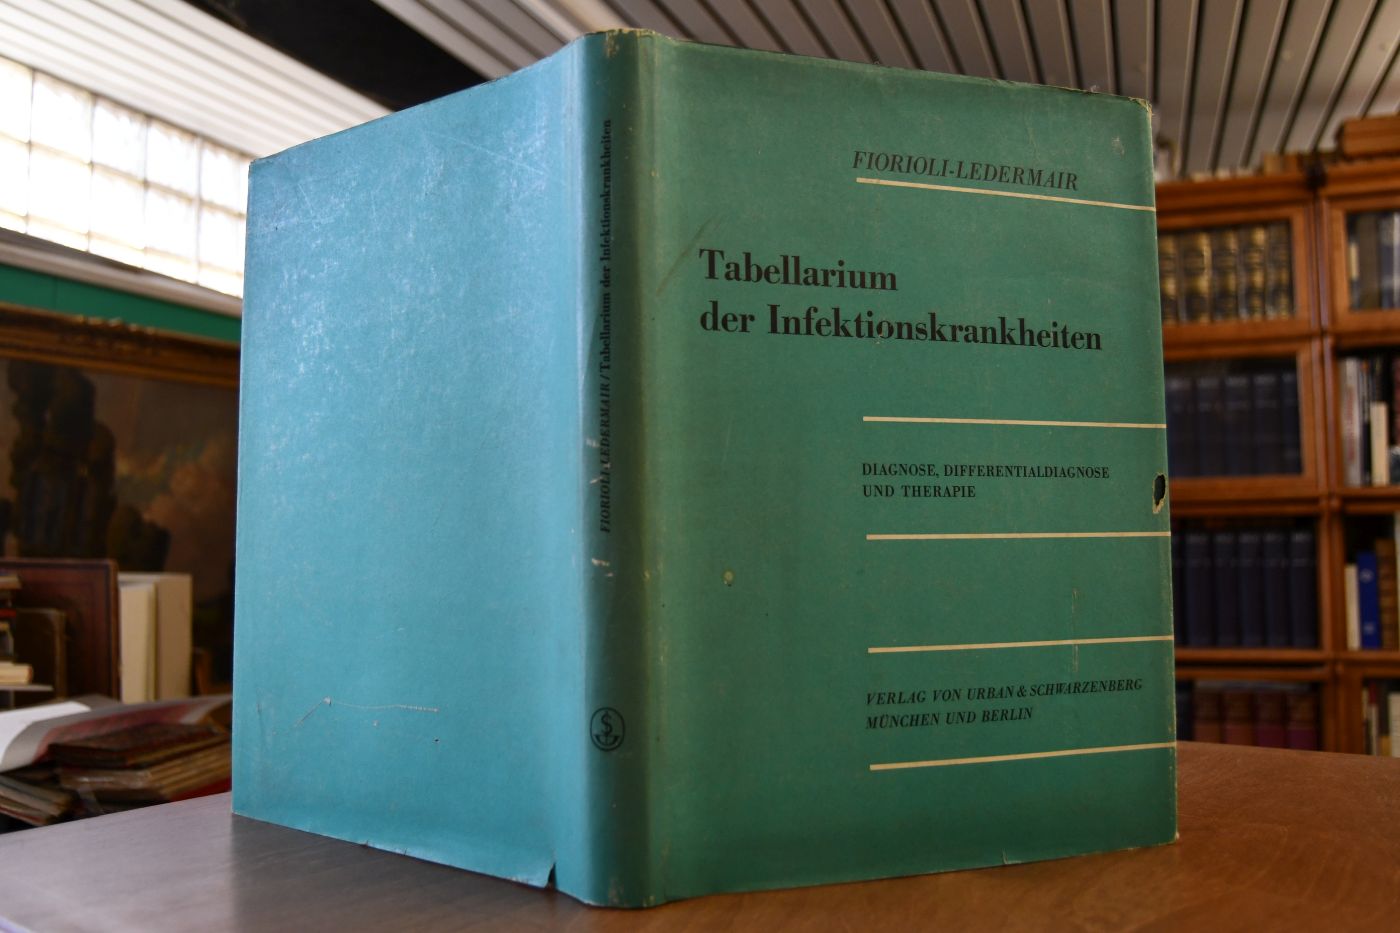 FIORIOLI-LEDERMAIR / Tabellarium der Infektionskrankheiten
FIORIOLI-LEDERMAIR
Tabellarium
der Infektionskrankheiten
DIAGNOSE, DIFFERENTIALDIAGNOSE
UND THERAPIE
VERLAG VON URBAN & SCHWARZENBERG
MÜNCHEN UND BERLIN